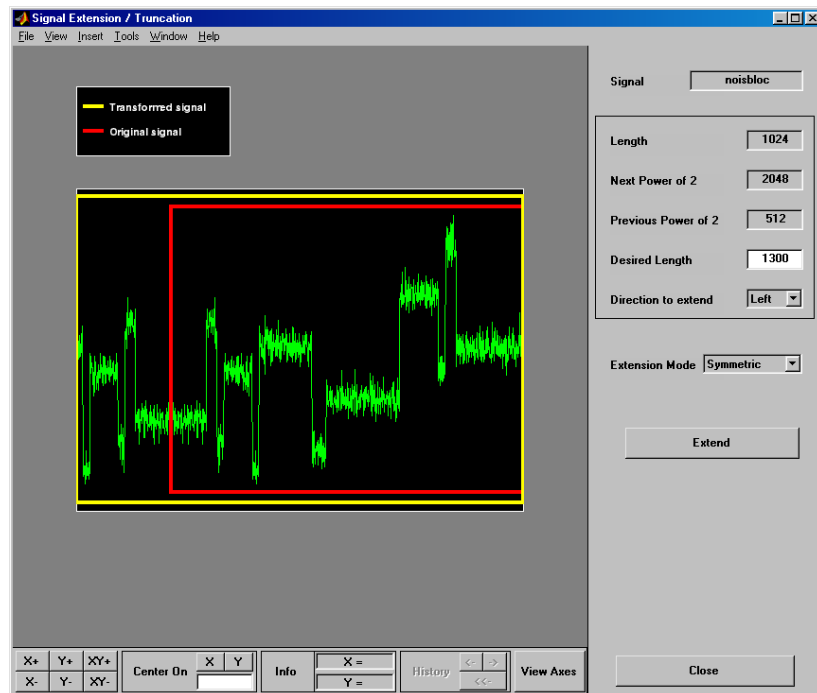 Signal Extension / Truncation
File View Insert Tools Window Help
Transformed signal
Original signal
Signal noisbloc
Length 1024
Next Power of 2 2048
Previous Power of 2 512
Desired Length 1300
Direction to extend Left
Extension Mode Symmetric
Extend
X+ Y+ XY+
X- Y- XY-
Center On X Y
Info X =
Y =
History <- ->
<<-
View Axes
Close